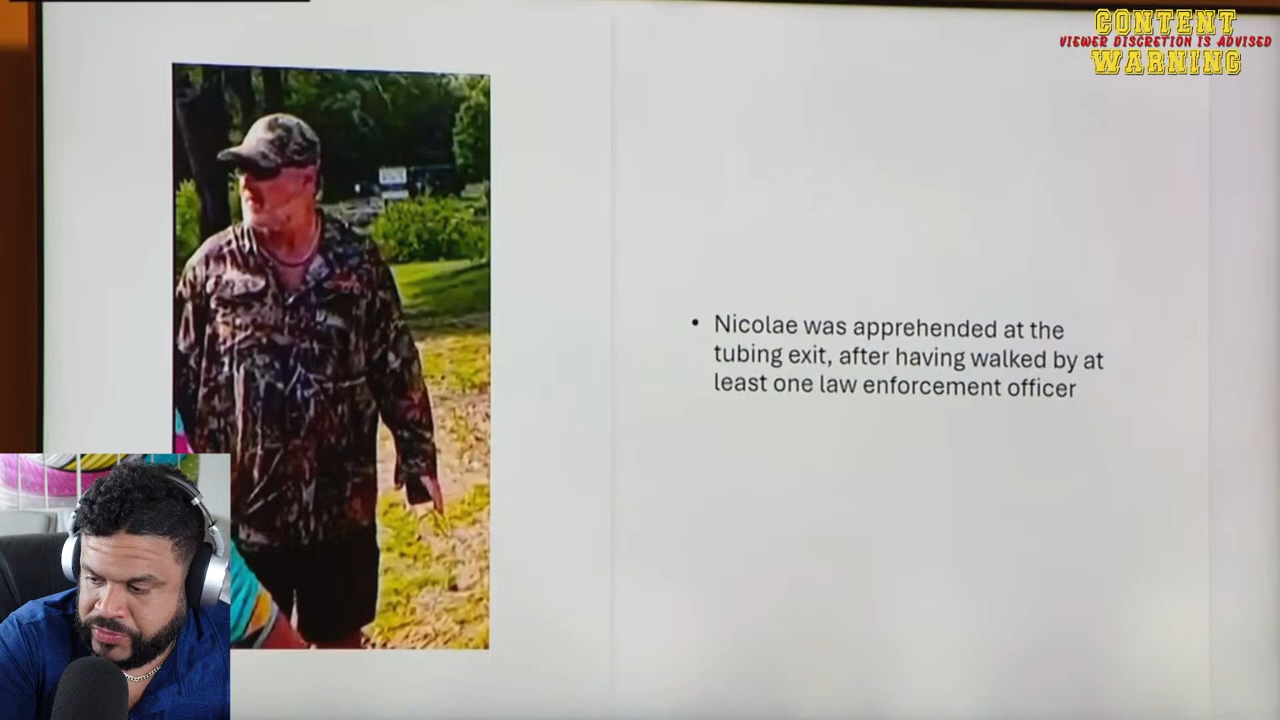 CONTENT
VIEWER DISCRETION IS ADVISED
WARNING
• Nicolae was apprehended at the
tubing exit, after having walked by at
least one law enforcement officer